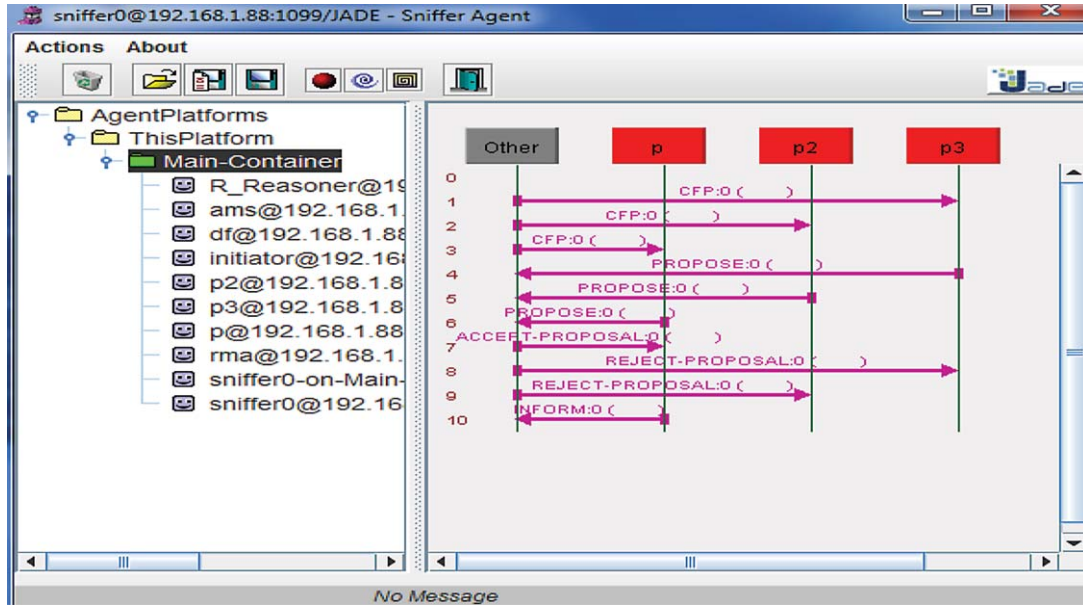 sniffer0@192.168.1.88:1099/JADE - Sniffer Agent
Actions About
Jade
AgentPlatforms
ThisPlatform
Main-Container
R_Reasoner@19
ams@192.168.1.
df@192.168.1.88
initiator@192.168
p2@192.168.1.8
p3@192.168.1.8
p@192.168.1.88
rma@192.168.1.
sniffer0-on-Main-
sniffer0@192.16
Other p p2 p3
0
1 CFP:0 ( )
2 CFP:0 ( )
3 CFP:0 ( )
4 PROPOSE:0 ( )
5 PROPOSE:0 ( )
6 PROPOSE:0 ( )
7 ACCEPT-PROPOSAL:0 ( )
8 REJECT-PROPOSAL:0 ( )
9 REJECT-PROPOSAL:0 ( )
10 INFORM:0 ( )
No Message